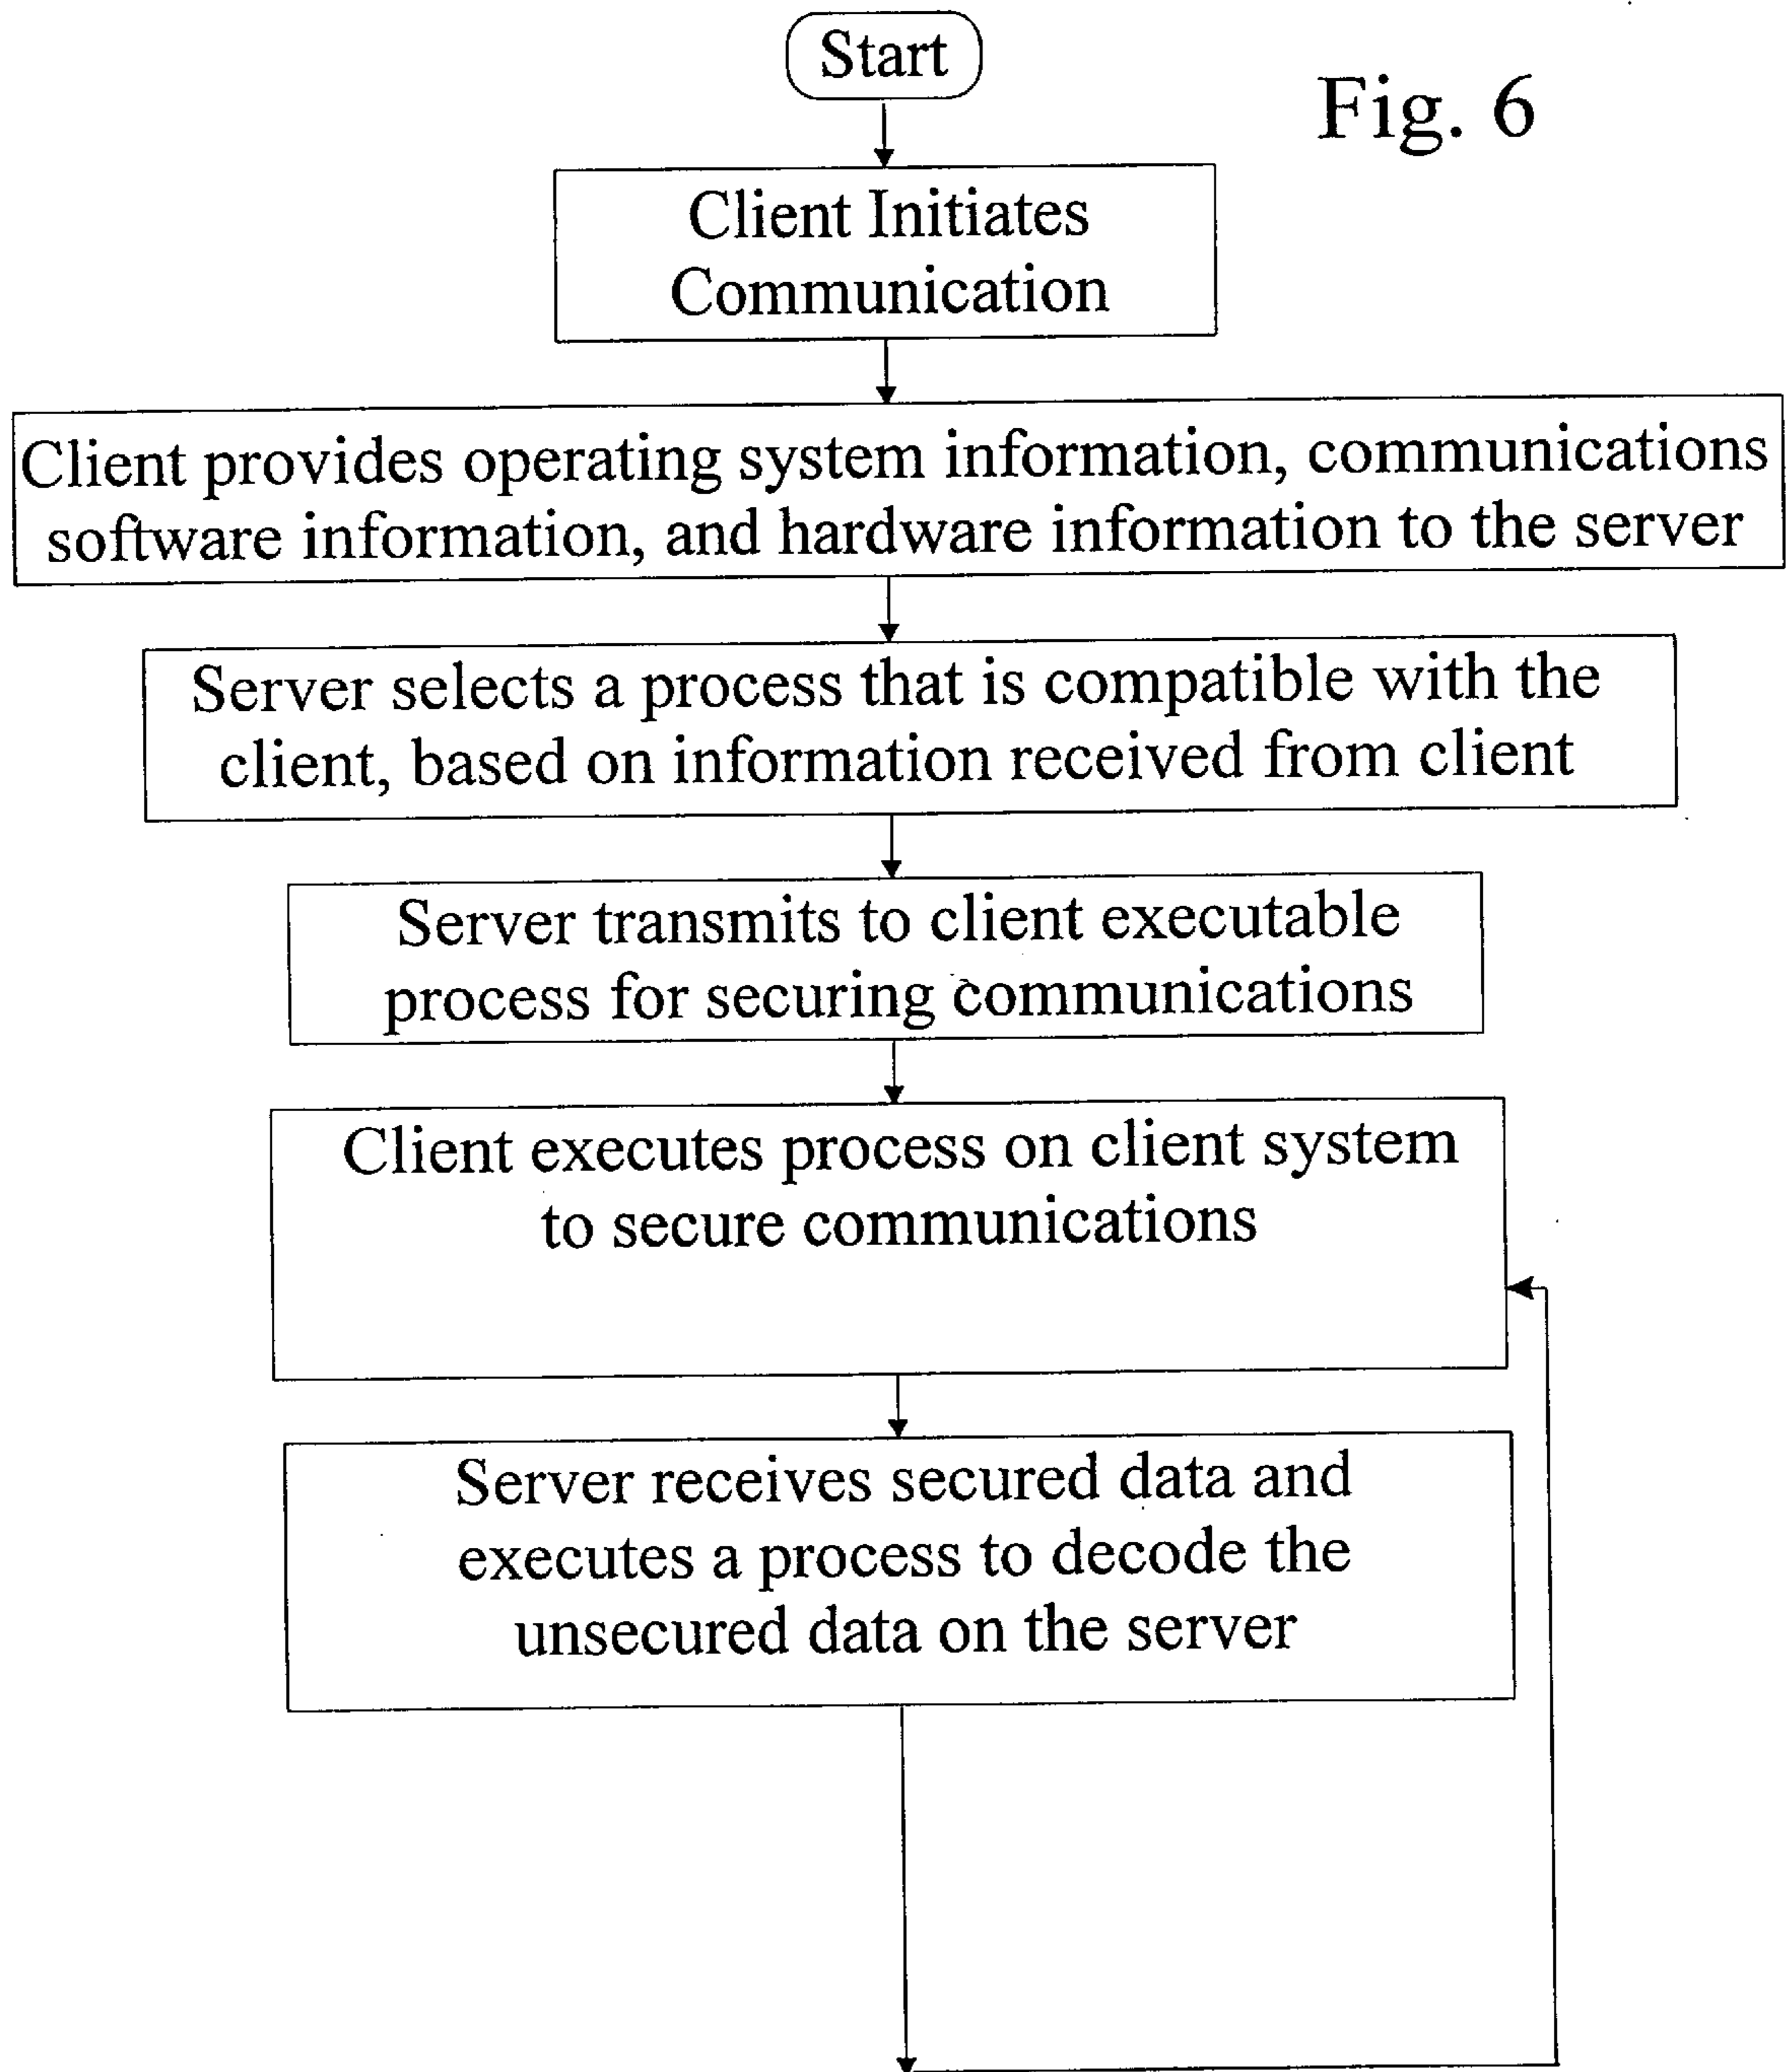 Start
Fig. 6
Client Initiates
Communication
Client provides operating system information, communications
software information, and hardware information to the server
Server selects a process that is compatible with the
client, based on information received from client
Server transmits to client executable
process for securing communications
Client executes process on client system
to secure communications
Server receives secured data and
executes a process to decode the
unsecured data on the server